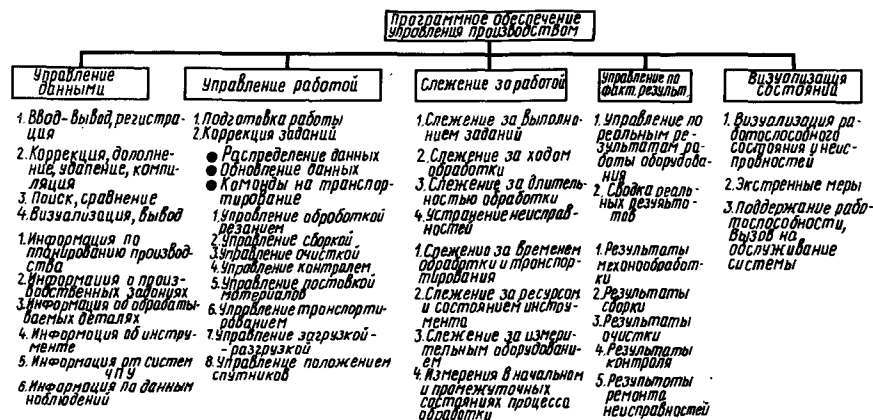 Программное обеспечение
управления производством
Управление
данными
1. Ввод-вывод, регистра-
ция
2. Коррекция, дополне-
ние, удаление, компи-
ляция
3. Поиск, сравнение
4. Визуализация, вывод
1. Информация по
планированию производ-
ства
2. Информация о произ-
водственных заданиях
3. Информация об обрабаты-
ваемых деталях
4. Информация об инстру-
менте
5. Информация от систем
ЧПУ
6. Информация по данным
наблюдений
Управление работой
1. Подготовка работы
2. Коррекция заданий
● Распределение данных
● Обновление данных
● Команды на транспор-
тирование
1. Управление обработкой
резанием
2. Управление сборкой
3. Управление очисткой
4. Управление контролем
5. Управление поставкой
материалов
6. Управление транспорти-
рованием
7. Управление загрузкой-
-разгрузкой
8. Управление положением
спутников
Слежение за работой
1. Слежение за выполне-
нием заданий
2. Слежение за ходом
обработки
3. Слежение за длитель-
ностью обработки
4. Устранение неисправ-
ностей
1. Слежение за временем
обработки и транспор-
тирования
2. Слежение за ресурсом
и состоянием инстру-
мента
3. Слежение за измери-
тельным оборудовани-
ем
4. Измерения в начальном
и промежуточных
состояниях процесса
обработки
Управление по
факт. результ.
1. Управление по
реальным ре-
зультатам ра-
боты оборудова-
ния
2. Сводка реаль-
ных результа-
тов
1. Результаты
механообработ-
ки
2. Результаты
сборки
3. Результаты
очистки
4. Результаты
контроля
5. Результаты
ремонта
неисправностей
Визуализация
состояний
1. Визуализация ра-
ботоспособного
состояния и неис-
правностей
2. Экстренные меры
3. Поддержание рабо-
тоспособности,
вызов на
обслуживание
системы